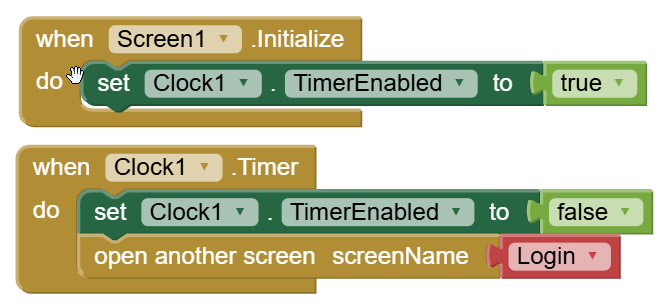 when Screen1 .Initialize
do set Clock1 . TimerEnabled to true
when Clock1 .Timer
do set Clock1 . TimerEnabled to false
open another screen screenName Login